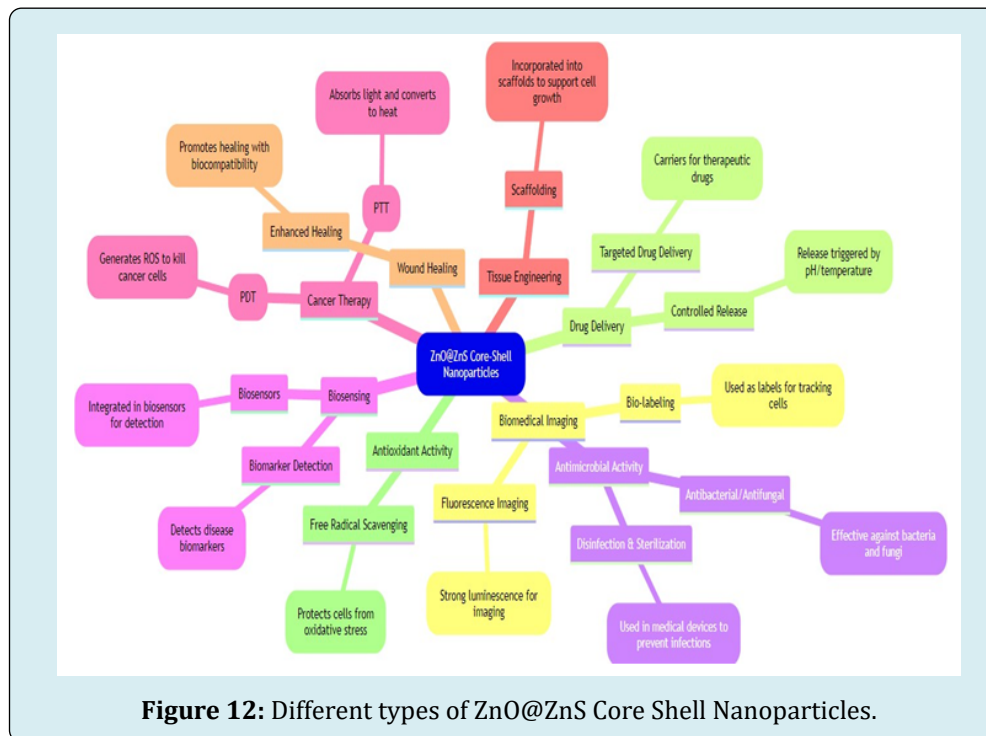 Incorporated into
scaffolds to support cell
growth
Absorbs light and converts
to heat
Promotes healing with
biocompatibility
Carriers for therapeutic
drugs
Scaffolding
PTT
Enhanced Healing
Targeted Drug Delivery
Generates ROS to kill
cancer cells
Wound Healing
Tissue Engineering
Release triggered by
pH/temperature
PDT
Cancer Therapy
Drug Delivery
Controlled Release
ZnO@ZnS Core-Shell
Nanoparticles
Integrated in biosensors
for detection
Biosensors
Biosensing
Biomedical Imaging
Bio-labeling
Used as labels for tracking
cells
Antioxidant Activity
Biomarker Detection
Antimicrobial Activity
Fluorescence Imaging
Antibacterial/Antifungal
Detects disease
biomarkers
Free Radical Scavenging
Disinfection & Sterilization
Effective against bacteria
and fungi
Protects cells from
oxidative stress
Strong luminescence for
imaging
Used in medical devices to
prevent infections
Figure 12: Different types of ZnO@ZnS Core Shell Nanoparticles.